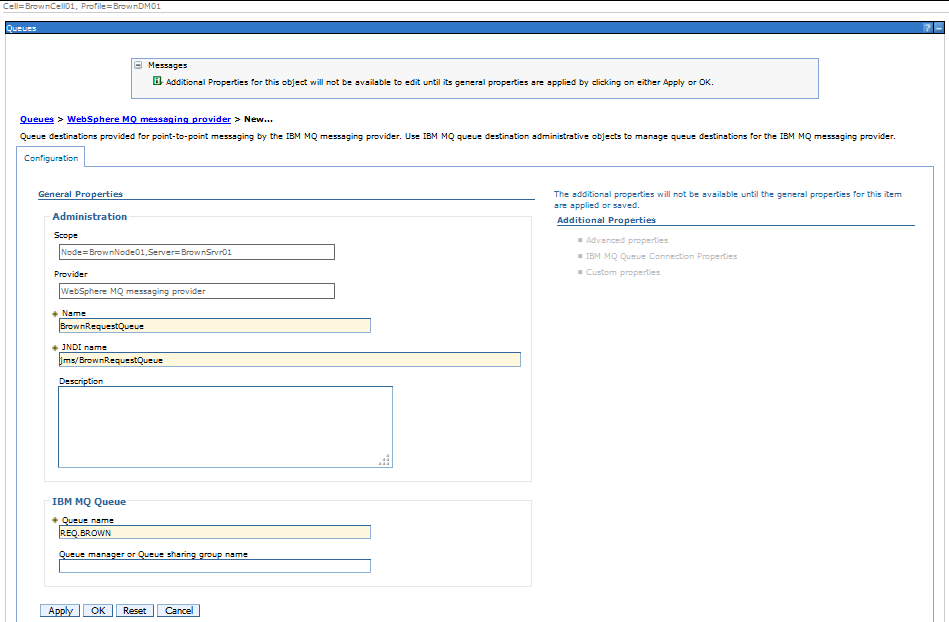 Cell=BrownCell01, Profile=BrownDM01
Queues
?
Messages
Additional Properties for this object will not be available to edit until its general properties are applied by clicking on either Apply or OK.
Queues > WebSphere MQ messaging provider > New...
Queue destinations provided for point-to-point messaging by the IBM MQ messaging provider. Use IBM MQ queue destination administrative objects to manage queue destinations for the IBM MQ messaging provider.
Configuration
General Properties
Administration
Scope
Node=BrownNode01,Server=BrownSrvr01
Provider
WebSphere MQ messaging provider
Name
BrownRequestQueue
JNDI name
jms/BrownRequestQueue
Description
IBM MQ Queue
Queue name
REQ.BROWN
Queue manager or Queue sharing group name
Apply OK Reset Cancel
The additional properties will not be available until the general properties for this item
are applied or saved.
Additional Properties
Advanced properties
IBM MQ Queue Connection Properties
Custom properties